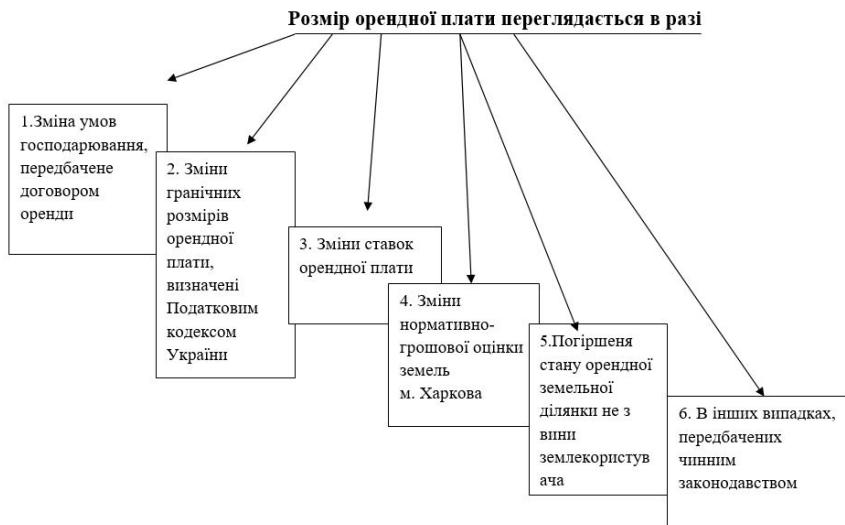 Розмір орендної плати переглядається в разі
1.Зміна умов
господарювання,
передбачене
договором
оренди
2. Зміни
гранічних
розмірів
орендної
плати,
визначені
Податковим
кодексом
України
3. Зміни ставок
орендної плати
4. Зміни
нормативно-
грошової оцінки
земель
м. Харкова
5.Погіршеня
стану орендної
земельної
ділянки не з
вини
землекористув
ача
6. В інших випадках,
передбачених
чинним
законодавством